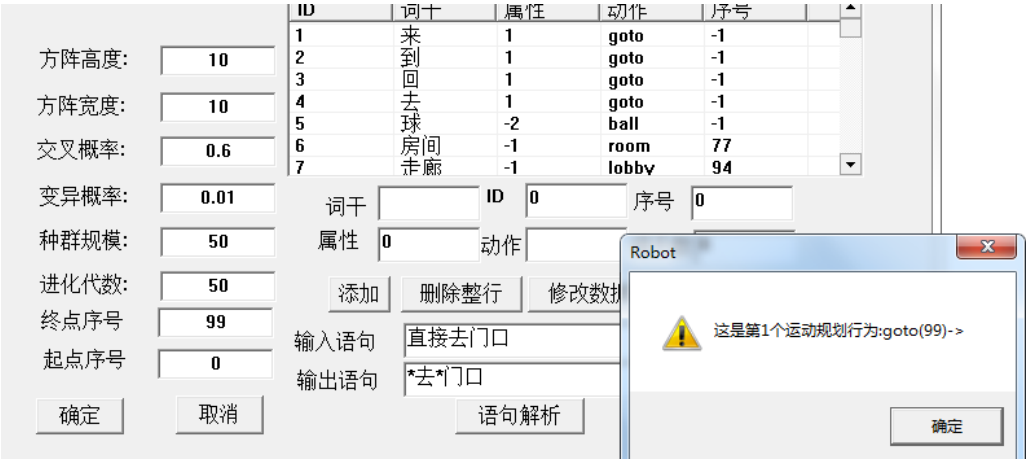 ID 词干 属性 动作 序号
1 来 1 goto -1
2 到 1 goto -1
3 回 1 goto -1
4 去 1 goto -1
5 球 -2 ball -1
6 房间 -1 room 77
7 走廊 -1 lobby 94
方阵高度: 10
方阵宽度: 10
交叉概率: 0.6
变异概率: 0.01
种群规模: 50
进化代数: 50
终点序号 99
起点序号 0
确定 取消
词干 ID 0 序号 0
属性 0 动作
添加 删除整行 修改数据
输入语句 直接去门口
输出语句 *去*门口
语句解析
Robot
这是第1个运动规划行为:goto(99)->
确定